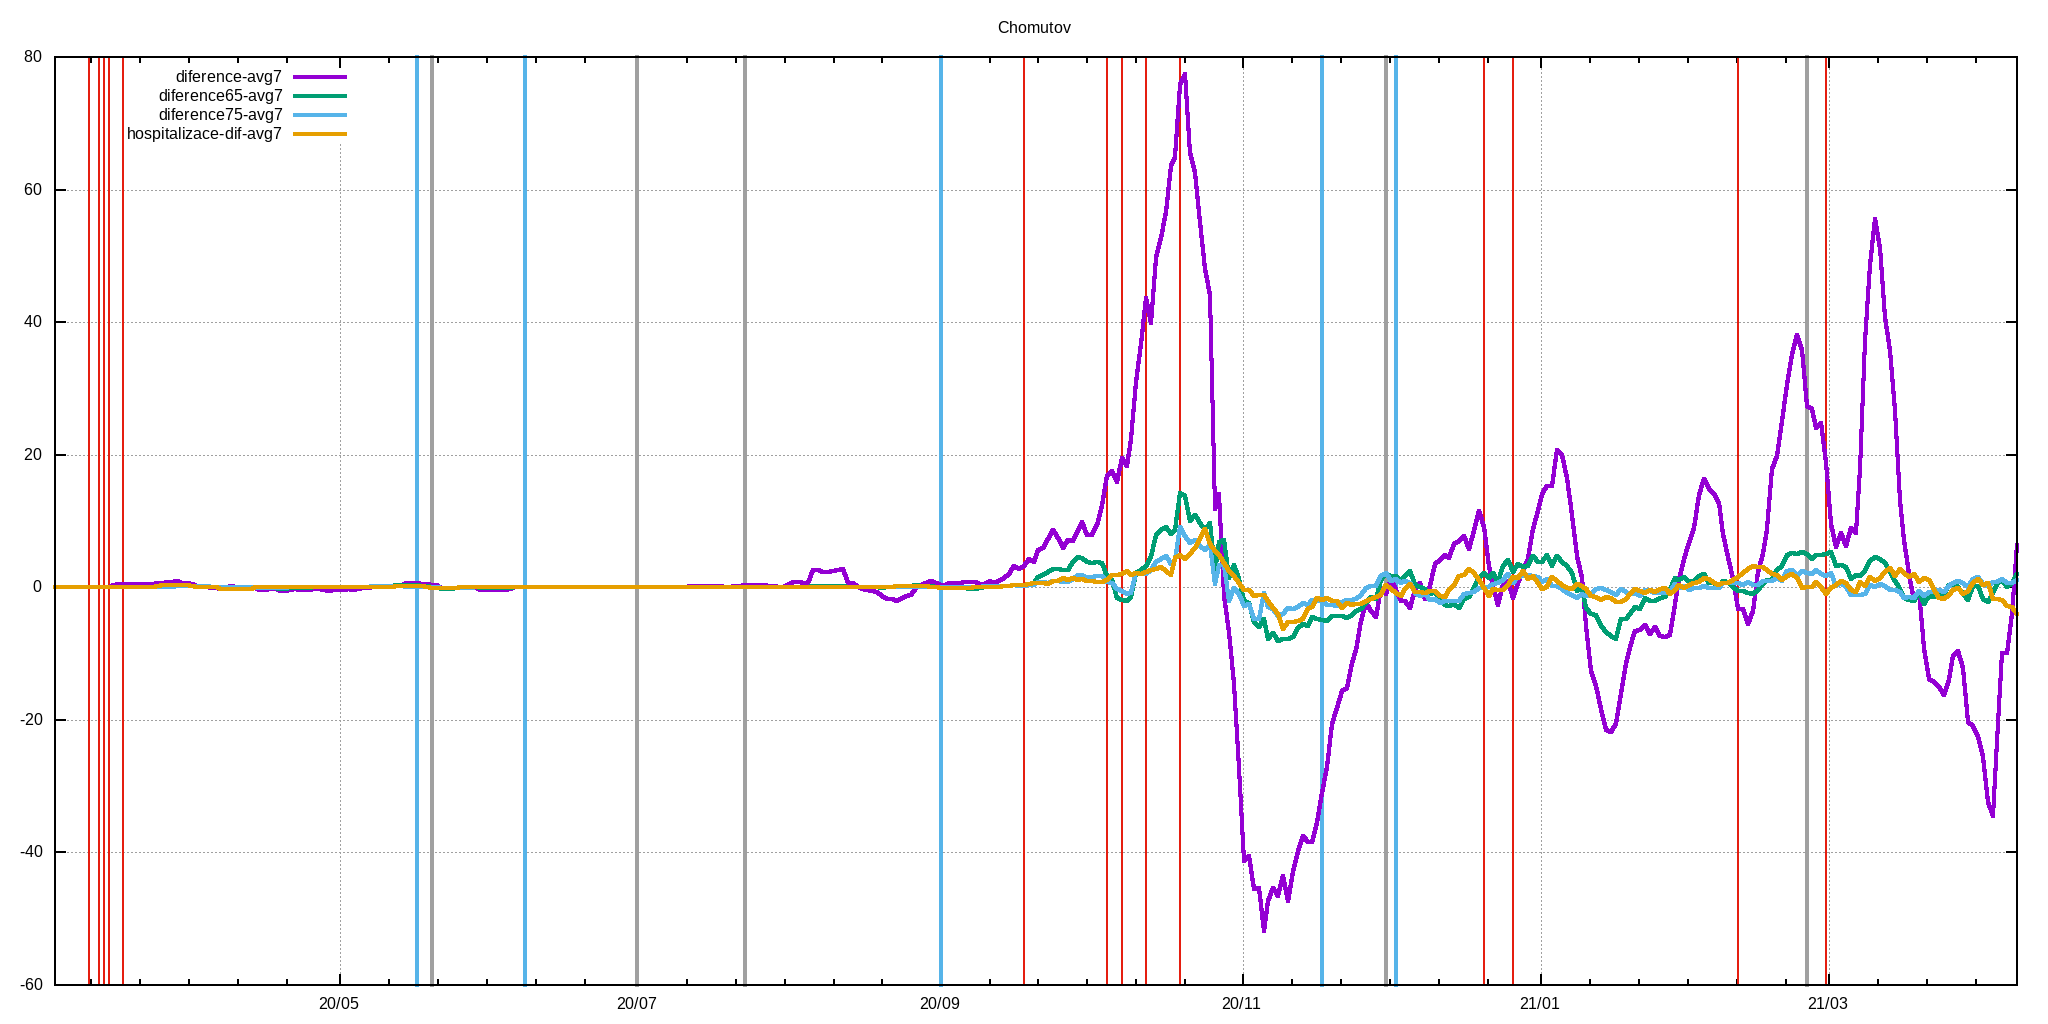 Chomutov
80
60
40
20
0
-20
-40
-60
diference-avg7
diference65-avg7
diference75-avg7
hospitalizace-dif-avg7
20/05
20/07
20/09
20/11
21/01
21/03